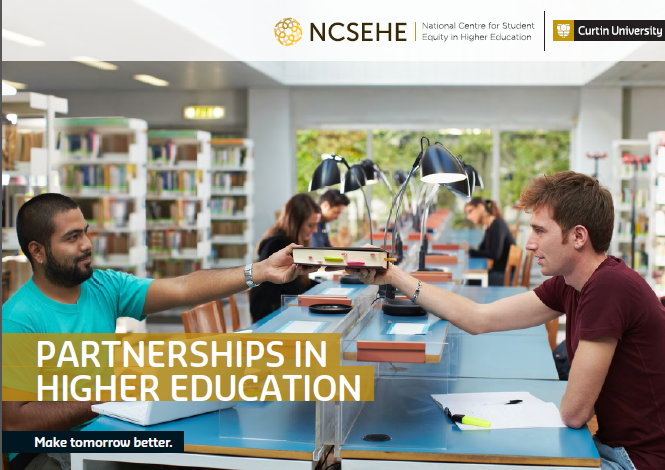 NCSEHE
National Centre for Student
Equity in Higher Education
Curtin University
PARTNERSHIPS IN
HIGHER EDUCATION
Make tomorrow better.